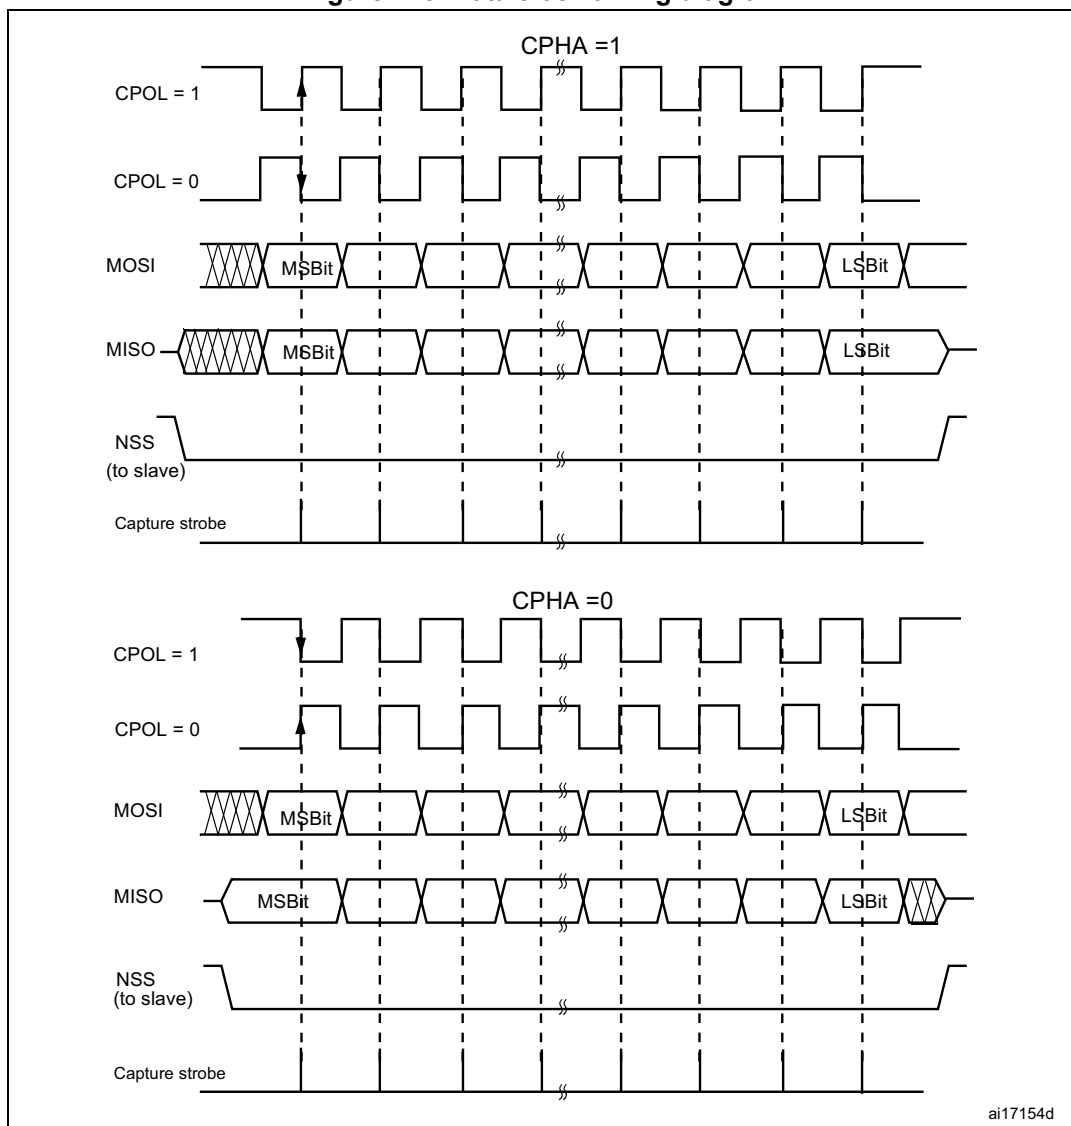 CPHA =1
CPOL = 1
CPOL = 0
MOSI MSBit LSBit
MISO MSBit LSBit
NSS
(to slave)
Capture strobe
CPHA =0
CPOL = 1
CPOL = 0
MOSI MSBit LSBit
MISO MSBit LSBit
NSS
(to slave)
Capture strobe
ai17154d